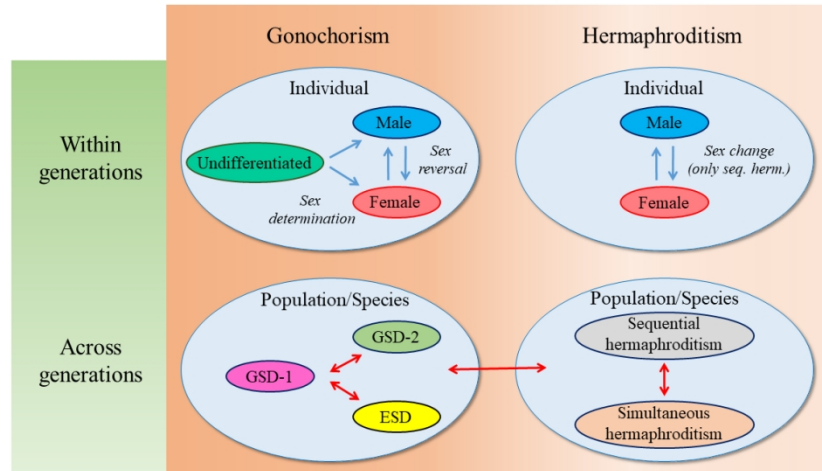 Gonochorism
Hermaphroditism
Within
generations
Individual
Male
Undifferentiated
Sex
reversal
Sex
determination
Female
Individual
Male
Sex change
(only seq. herm.)
Female
Across
generations
Population/Species
GSD-2
GSD-1
ESD
Population/Species
Sequential
hermaphroditism
Simultaneous
hermaphroditism